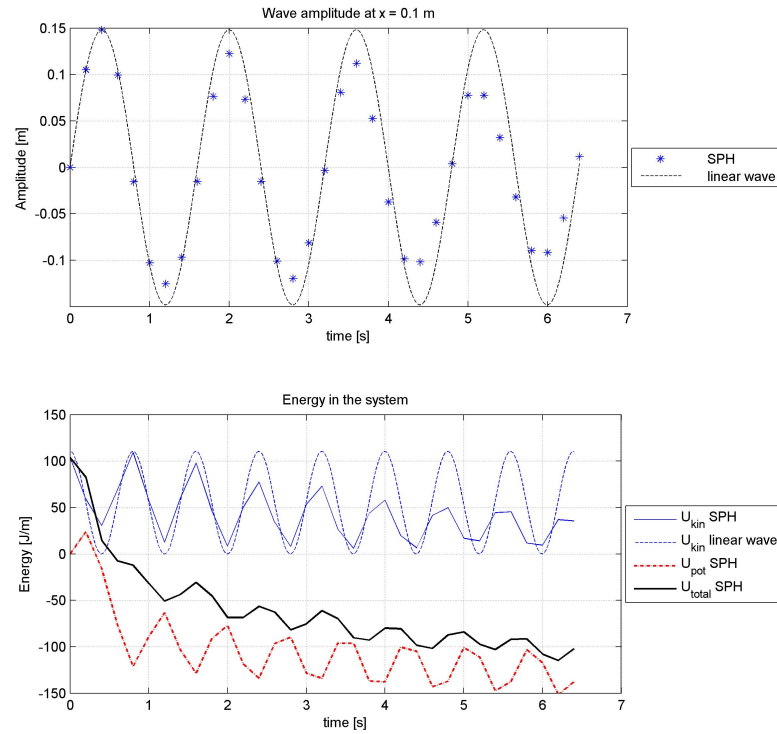 Wave amplitude at x = 0.1 m
0.15
0.1
0.05
0
-0.05
-0.1
Amplitude [m]
0 1 2 3 4 5 6 7
time [s]
SPH
linear wave
Energy in the system
150
100
50
0
-50
-100
-150
Energy [J/m]
0 1 2 3 4 5 6 7
time [s]
U_kin SPH
U_kin linear wave
U_pot SPH
U_total SPH